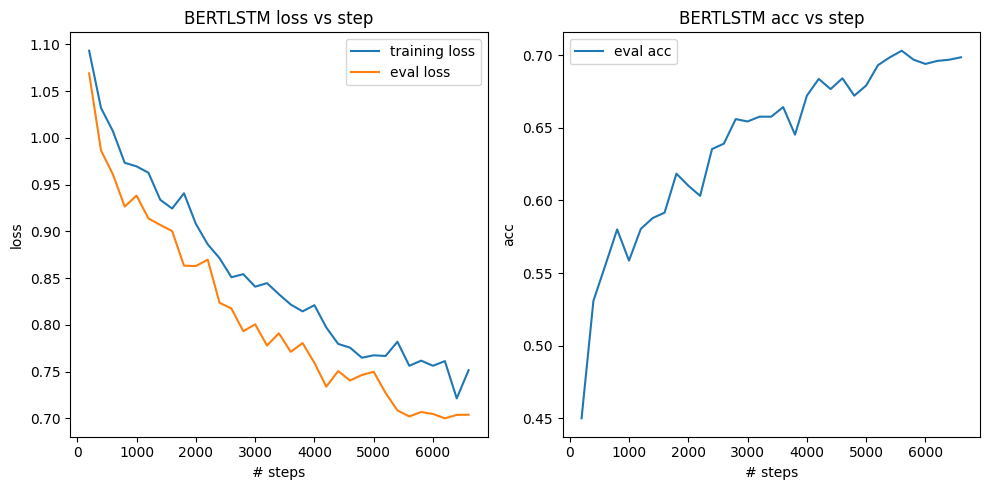 BERTLSTM loss vs step
training loss
eval loss
1.10
1.05
1.00
0.95
0.90
0.85
0.80
0.75
0.70
loss
0 1000 2000 3000 4000 5000 6000
# steps
BERTLSTM acc vs step
eval acc
0.70
0.65
0.60
0.55
0.50
0.45
acc
0 1000 2000 3000 4000 5000 6000
# steps